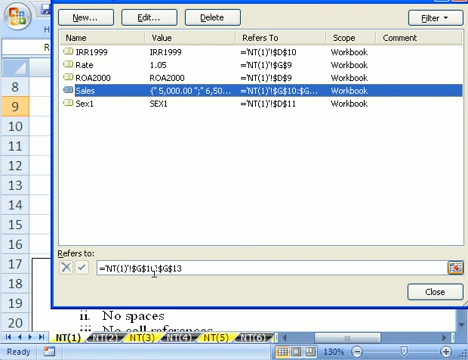 New... Edit... Delete Filter
Name Value Refers To Scope Comment
IRR1999 IRR1999 ='NT(1)'!$D$10 Workbook
Rate 1.05 ='NT(1)'!$G$9 Workbook
ROA2000 ROA2000 ='NT(1)'!$D$9 Workbook
Sales {" 5,000.00 ";" 6,50... ='NT(1)'!$G$10:$G... Workbook
Sex1 SEX1 ='NT(1)'!$D$11 Workbook
8
9
10
11
12
13
14
15
16
17
18
19
20
Refers to:
='NT(1)'!$G$10:$G$13
Close
ii. No spaces
iii. No cell references
NT(1) NT(2) NT(3) NT(4) NT(5) NT(6)
Ready 130%